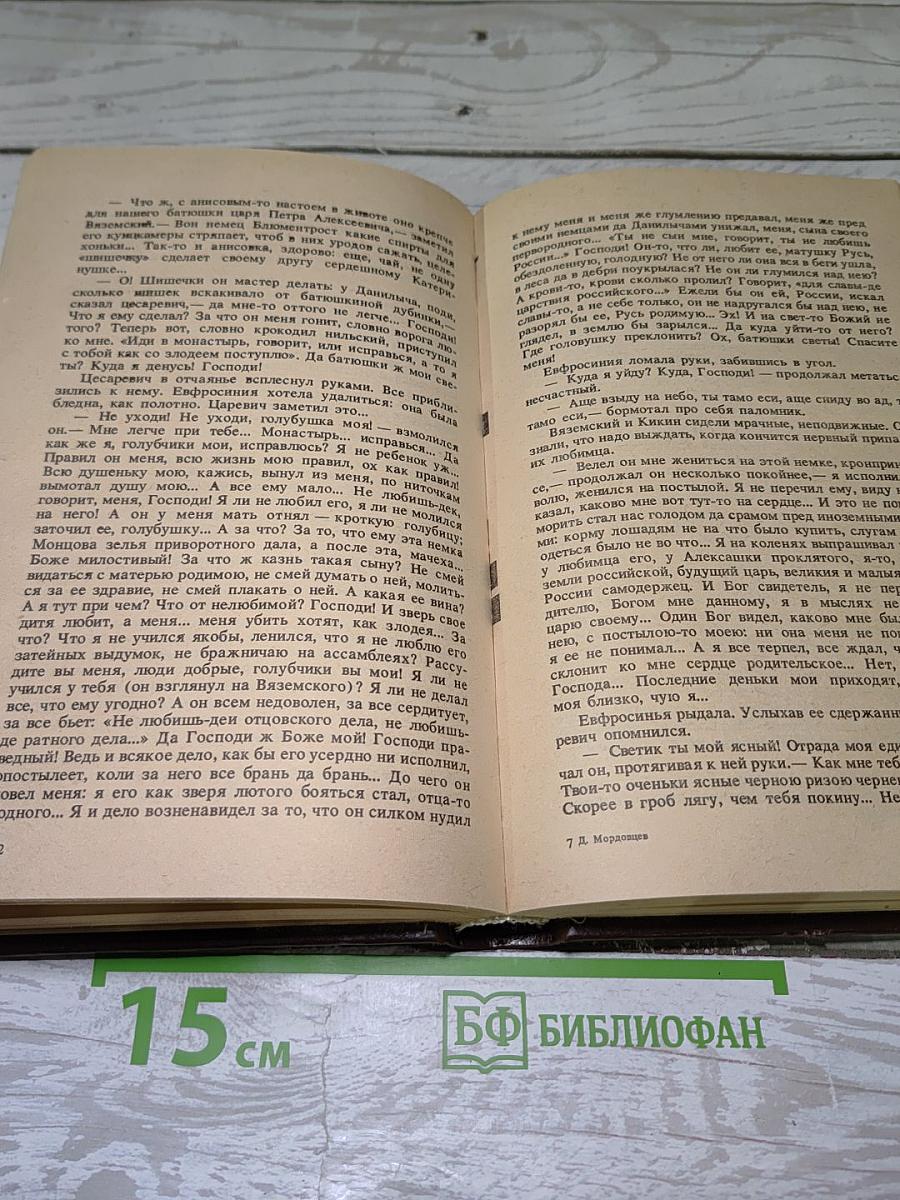 — Что ж, с анисовым-то настоем в животе оно крепче
для нашего батюшки царя Петра Алексеевича,— заметил
Вяземский.— Вон немец Блюментрост какие спирты для
его кунцкамеры стряпает, чтоб в них уродов сажать целе-
хоньки... Так-то и анисовка, здорово: еще, чай, не одну
«шишечку» сделает своему другу сердешному Катери-
нушке...
— О! Шишечки он мастер делать: у Данилыча, поди,
сколько шишек вскакивало от батюшкиной дубинки,—
сказал цесаревич,— да мне-то оттого не легче... Господи!
Что я ему сделал? За что он меня гонит, словно ворога лю-
того? Теперь вот, словно крокодил нильский, приступил
ко мне. «Иди в монастырь, говорит, или исправься, а то я
с тобой как со злодеем поступлю». Да батюшки ж мои све-
ты? Куда я денусь! Господи!
Цесаревич в отчаянье всплеснул руками. Все прибли-
зились к нему. Евфросиния хотела удалиться: она была
бледна, как полотно. Царевич заметил это...
— Не уходи! Не уходи, голубушка моя! — взмолился
он.— Мне легче при тебе... Монастырь... исправься... Да
как же я, голубчики мои, исправлюсь? Я не ребенок уж...
Правил он меня, всю жизнь мою правил, ох как правил!
Всю душеньку мою, кажись, вынул из меня, по ниточкам
вымотал душу мою... А все ему мало... Не любишь-дек,
говорит, меня, Господи! Я ли не любил его, я ли не молился
на него! А он у меня мать отнял — кроткую голубицу;
заточил ее, голубушку... А за что? За то, что ему эта немка
Монцова зелья приворотного дала, а после эта, мачеха...
Боже милостивый! За что ж казнь такая сыну? Не смей
видаться с матерью родимою, не смей думать о ней, молить-
ся за ее здравие, не смей плакать о ней. А какая ее вина?
А я тут при чем? Что от нелюбимой? Господи! И зверь свое
дитя любит, а меня... меня убить хотят, как злодея... За
что? Что я не учился якобы, ленился, что я не люблю его
затейных выдумок, не бражничаю на ассамблеях? Рассу-
дите вы меня, люди добрые, голубчики вы мои! Я ли не
учился у тебя (он взглянул на Вяземского)? Я ли не делал
все, что ему угодно? А он всем недоволен, за все сердитует,
за все бьет: «Не любишь-деи отцовского дела, не любишь-
де ратного дела...» Да Господи ж Боже мой! Господи пра-
ведный! Ведь и всякое дело, как бы его усердно ни исполнил,
опостылеет, коли за него все брань да брань... До чего он
довел меня: я его как зверя лютого бояться стал, отца-то
родного... Я и дело возненавидел за то, что он силком нудил
2
к нему меня и меня же глумлению предавал, меня же пред
своими немцами да Данилычами унижал, меня, сына своего
первородного... «Ты не сын мне, говорит, ты не любишь
России...» Господи! Он-то, что ли, любит ее, матушку Русь,
обездоленную, голодную? Не от него ли она вся в беги ушла,
в леса да в дебри поукрылася? Не он ли глумился над нею?
А крови-то, крови сколько пролил? Говорит, «для славы-де
царствия российского...» Ежели бы он ей, России, искал
славы-то, а не себе только, он не надругался бы над нею, не
разорял бы ее, Русь родимую... Эх! И на свет-то Божий не
глядел, в землю бы зарылся... Да куда уйти-то от него?
Где головушку преклонить? Ох, батюшки светы! Спасите
меня!
Евфросиния ломала руки, забившись в угол.
— Куда я уйду? Куда, Господи! — продолжал метатьс
несчастный.
— Аще взыду на небо, ты тамо еси, аще сниду во ад, т
тамо еси,— бормотал про себя паломник.
Вяземский и Кикин сидели мрачные, неподвижные. О
знали, что надо выждать, когда кончится нервный припа
их любимца.
— Велел он мне жениться на этой немке, кронприн
се,— продолжал он несколько покойнее,— я исполни
волю, женился на постылой. Я не перечил ему, виду н
казал, каково мне вот тут-то на сердце... И это не по
морить стал нас голодом да срамом пред иноземными
ми: корму лошадям не на что было купить, слугам
одеться было не во что... Я на коленях выпрашивал
у любимца его, у Алексашки проклятого, я-то,
земли российской, будущий царь, великия и малыя
России самодержец. И Бог свидетель, я не пер
дителю, Богом мне данному, я в мыслях не
царю своему... Один Бог видел, каково мне бы
нею, с постылою-то моею: ни она меня не пон
я ее не понимал... А я все терпел, все ждал, ч
склонит ко мне сердце родительское... Нет,
Господа... Последние деньки мои приходят,
моя близко, чую я...
Евфросинья рыдала. Услыхав ее сдержанн
ревич опомнился.
— Светик ты мой ясный! Отрада моя еди
чал он, протягивая к ней руки.— Как мне теб
Твои-то оченьки ясные черною ризою черне
Скорее в гроб лягу, чем тебя покину... Не
7 Д. Мордовцев
15 см
БФ БИБЛИОФАН